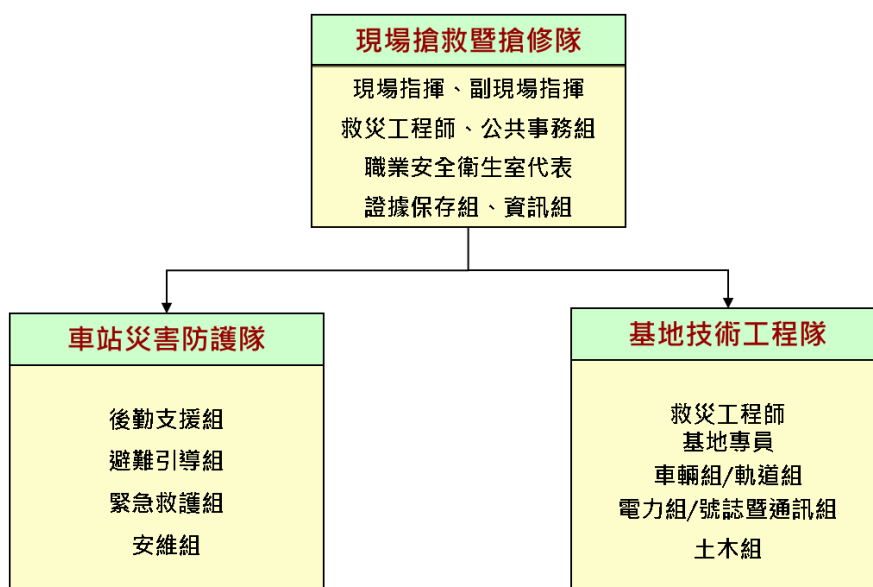 現場搶救暨搶修隊
現場指揮、副現場指揮
救災工程師、公共事務組
職業安全衛生室代表
證據保存組、資訊組
車站災害防護隊
後勤支援組
避難引導組
緊急救護組
安維組
基地技術工程隊
救災工程師
基地專員
車輛組/軌道組
電力組/號誌暨通訊組
土木組